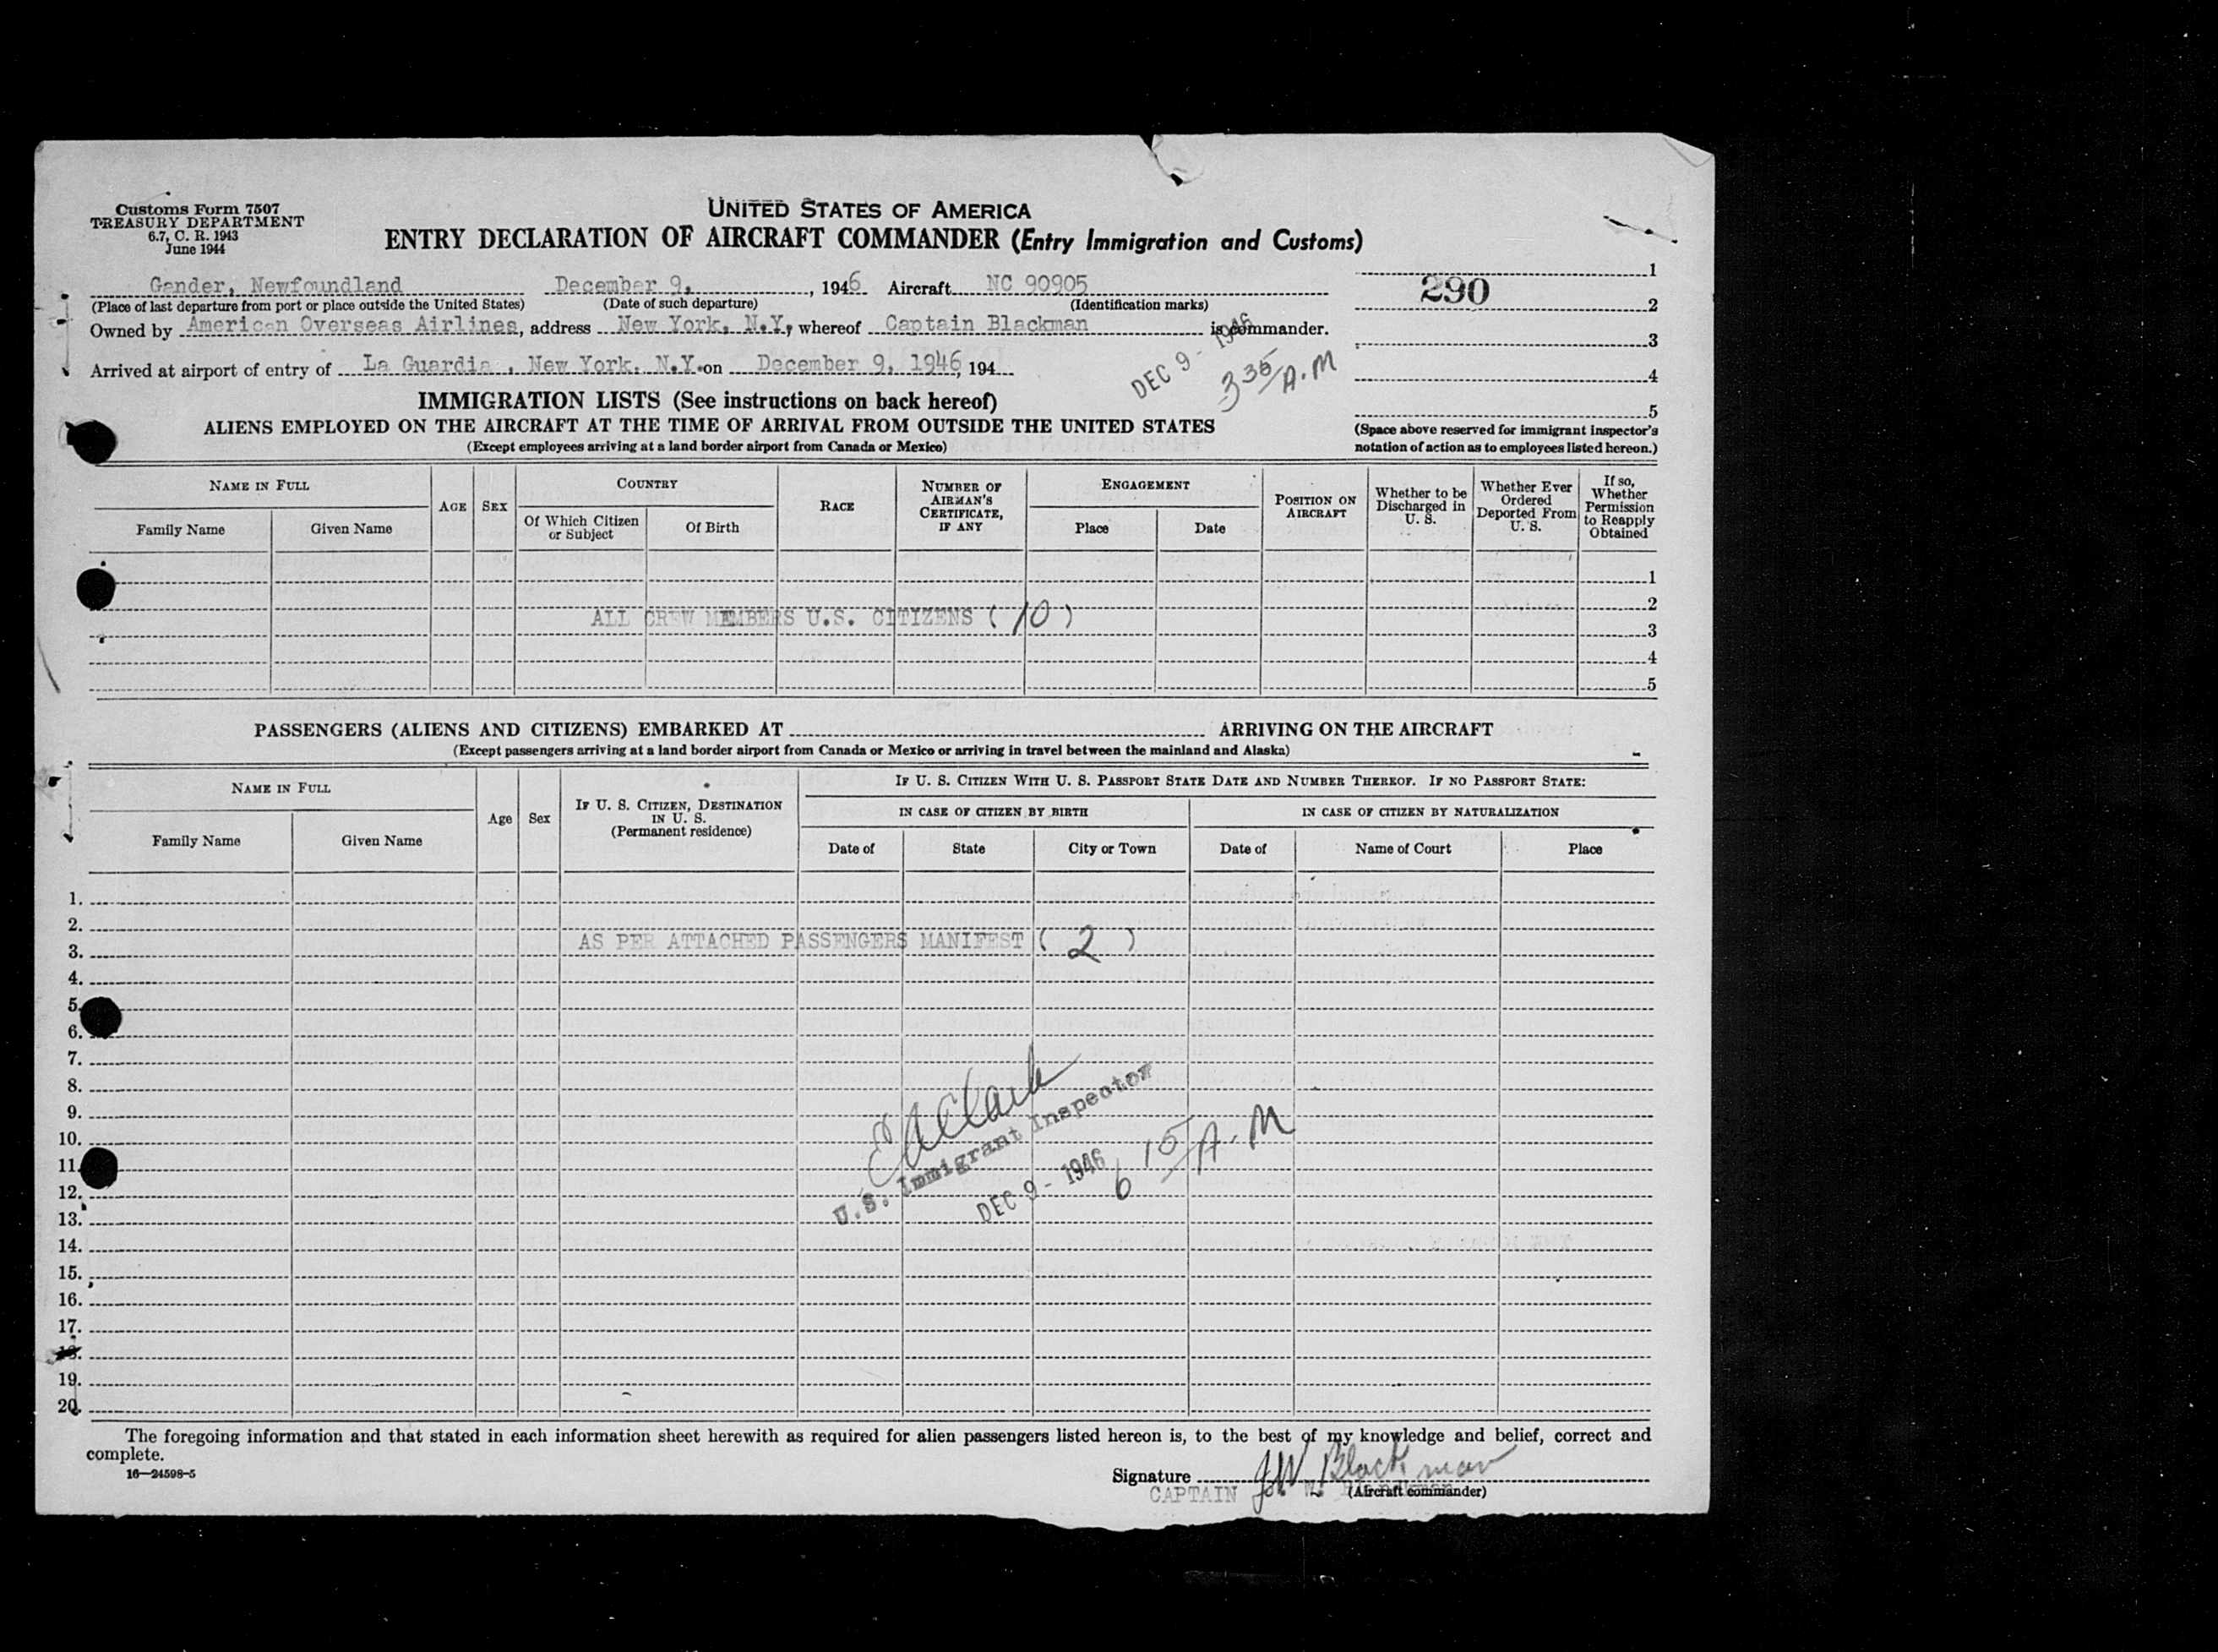 Customs Form 7507
TREASURY DEPARTMENT
6.7, C. R. 1943
June 1944
UNITED STATES OF AMERICA
ENTRY DECLARATION OF AIRCRAFT COMMANDER (Entry Immigration and Customs)
Gander, Newfoundland December 9, , 1946 Aircraft NC 90905
(Place of last departure from port or place outside the United States) (Date of such departure) (Identification marks)
Owned by American Overseas Airlines, address New York, N.Y, whereof Captain Blackman is commander.
Arrived at airport of entry of La Guardia , New York, N.Y. on December 9, 1946, 194
DEC 9 - 1946
3 35/A.M
1
290
2
3
4
5
(Space above reserved for immigrant inspector's
notation of action as to employees listed hereon.)
IMMIGRATION LISTS (See instructions on back hereof)
ALIENS EMPLOYED ON THE AIRCRAFT AT THE TIME OF ARRIVAL FROM OUTSIDE THE UNITED STATES
(Except employees arriving at a land border airport from Canada or Mexico)
NAME IN FULL
Family Name Given Name
AGE SEX
COUNTRY
Of Which Citizen or Subject
Of Birth
RACE
NUMBER OF AIRMAN'S CERTIFICATE, IF ANY
ENGAGEMENT
Place Date
POSITION ON AIRCRAFT
Whether to be Discharged in U. S.
Whether Ever Ordered Deported From U. S.
If so, Whether Permission to Reapply Obtained
1
2
ALL CREW MEMBERS U.S. CITIZENS ( 10 )
3
4
5
PASSENGERS (ALIENS AND CITIZENS) EMBARKED AT ARRIVING ON THE AIRCRAFT
(Except passengers arriving at a land border airport from Canada or Mexico or arriving in travel between the mainland and Alaska)
NAME IN FULL
Family Name Given Name
Age Sex
IF U. S. CITIZEN, DESTINATION IN U. S.
(Permanent residence)
IF U. S. CITIZEN WITH U. S. PASSPORT STATE DATE AND NUMBER THEREOF. IF NO PASSPORT STATE:
IN CASE OF CITIZEN BY BIRTH IN CASE OF CITIZEN BY NATURALIZATION
Date of State City or Town Date of Name of Court Place
1.
2.
AS PER ATTACHED PASSENGERS MANIFEST ( 2 )
3.
4.
5.
6.
7.
8.
9.
10.
11.
12.
13.
14.
15.
16.
17.
18.
19.
20.
E A Clark
U.S. Immigrant Inspector
DEC 9 - 1946 6 15/A.M
The foregoing information and that stated in each information sheet herewith as required for alien passengers listed hereon is, to the best of my knowledge and belief, correct and
complete.
16—24598-5
Signature J W Blackman
CAPTAIN (Aircraft commander)